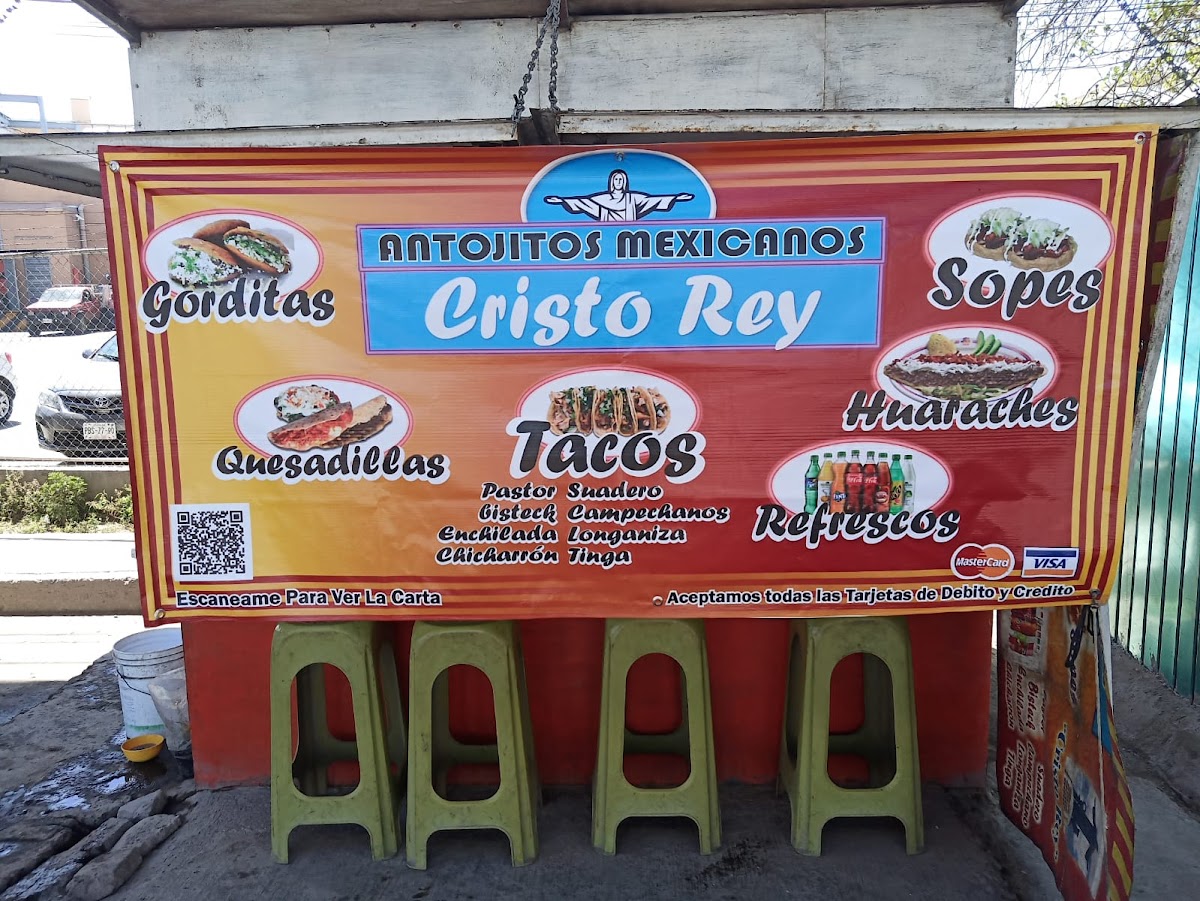 ANTOJITOS MEXICANOS
Cristo Rey
Gorditas
Sopes
Quesadillas
Tacos
Huaraches
Pastor Suadero
bisteck Campechanos
Enchilada Longaniza
Chicharrón Tinga
Refrescos
MasterCard
VISA
Escaneame Para Ver La Carta
Aceptamos todas las Tarjetas de Debito y Credito